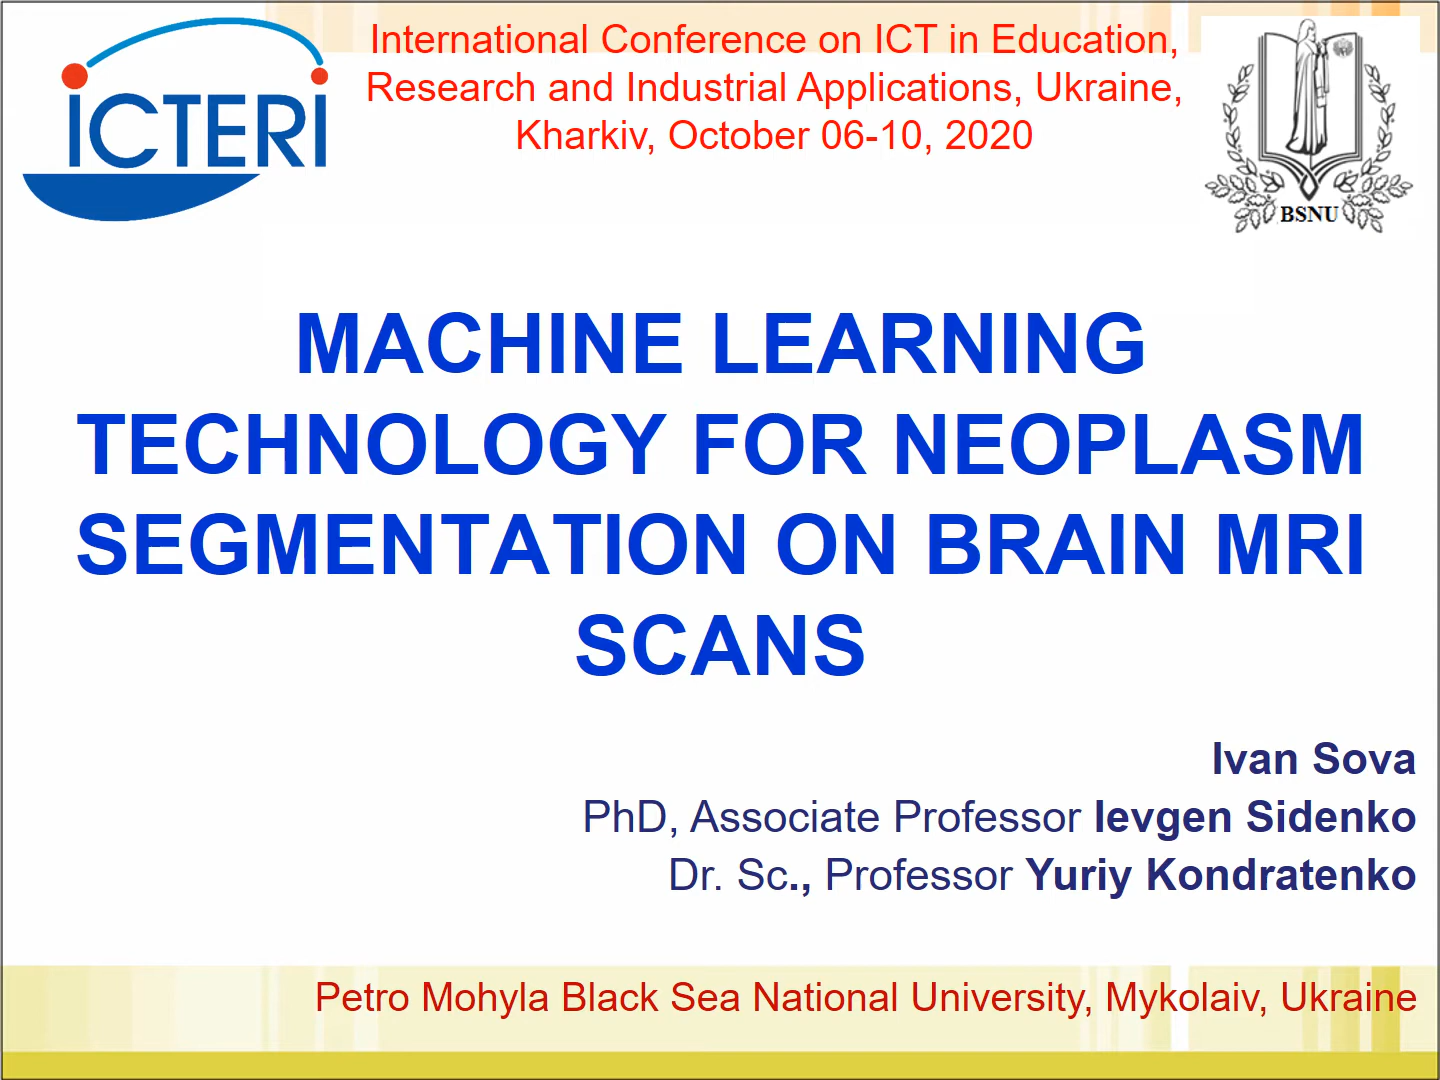 ICTERI
International Conference on ICT in Education,
Research and Industrial Applications, Ukraine,
Kharkiv, October 06-10, 2020
BSNU
MACHINE LEARNING
TECHNOLOGY FOR NEOPLASM
SEGMENTATION ON BRAIN MRI
SCANS
Ivan Sova
PhD, Associate Professor Ievgen Sidenko
Dr. Sc., Professor Yuriy Kondratenko
Petro Mohyla Black Sea National University, Mykolaiv, Ukraine